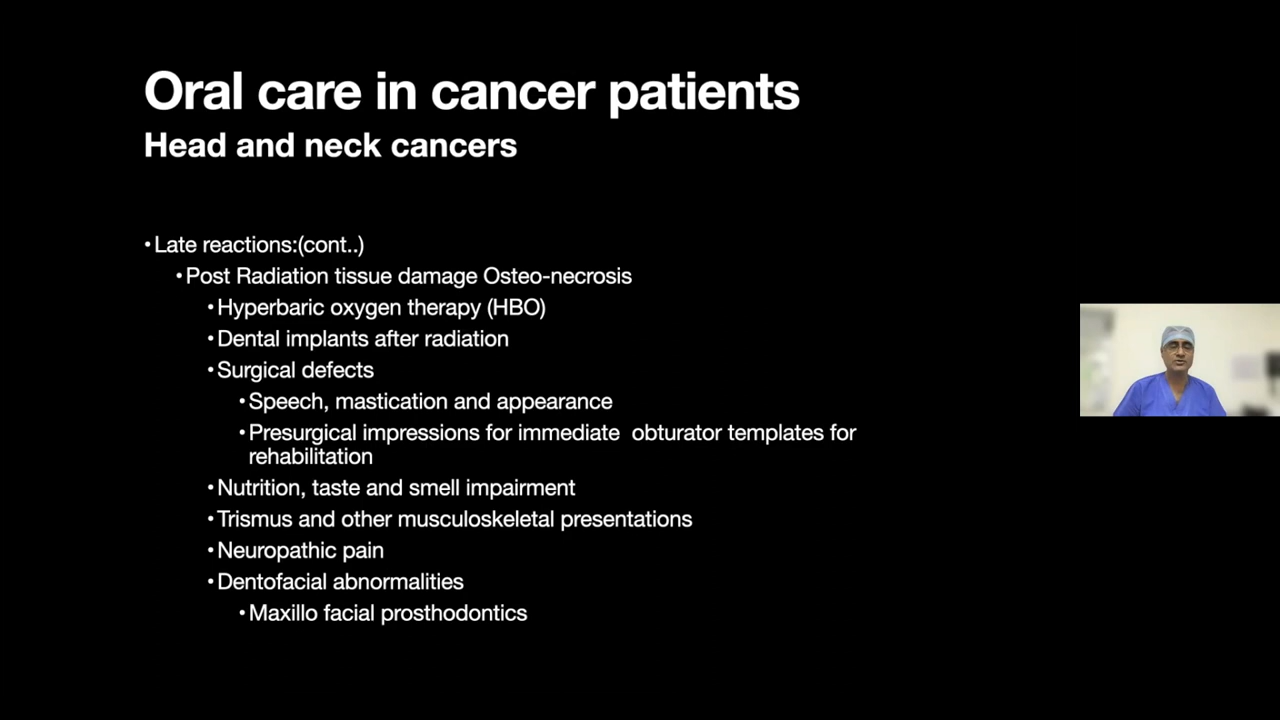 Oral care in cancer patients
Head and neck cancers
•Late reactions:(cont..)
•Post Radiation tissue damage Osteo-necrosis
•Hyperbaric oxygen therapy (HBO)
•Dental implants after radiation
•Surgical defects
•Speech, mastication and appearance
•Presurgical impressions for immediate  obturator templates for
rehabilitation
•Nutrition, taste and smell impairment
•Trismus and other musculoskeletal presentations
•Neuropathic pain
•Dentofacial abnormalities
•Maxillo facial prosthodontics